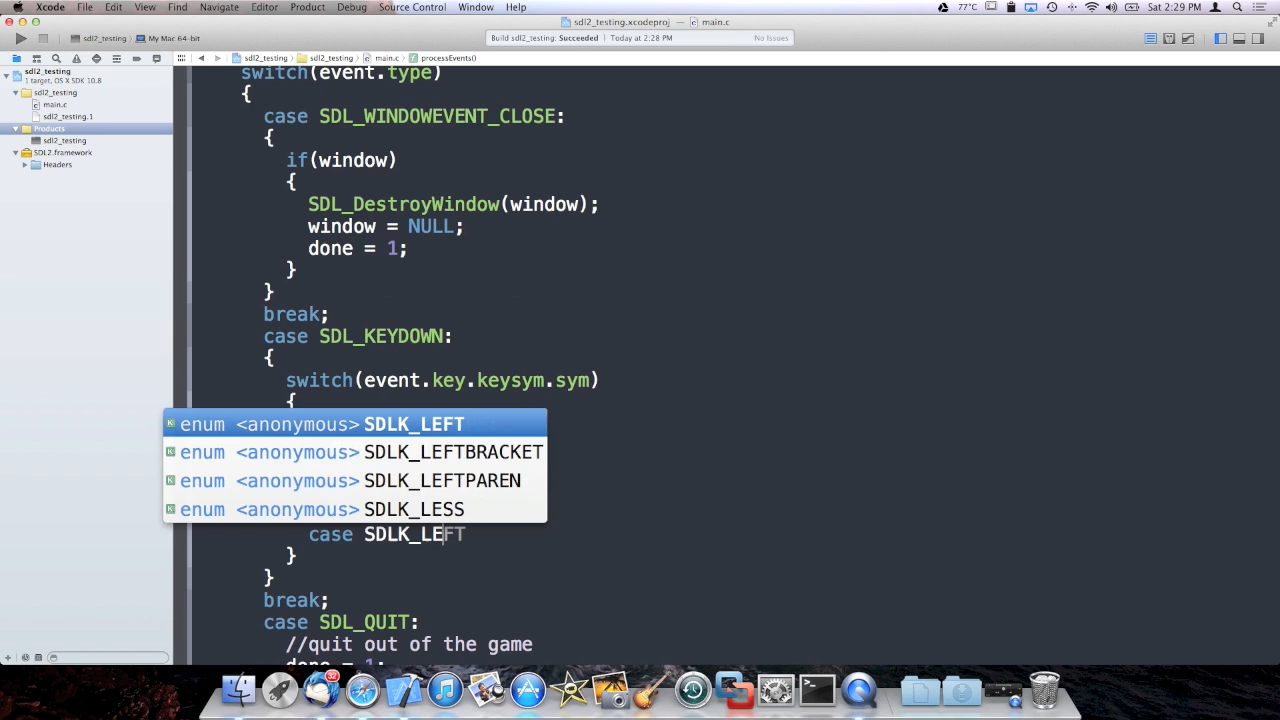 Xcode File Edit View Find Navigate Editor Product Debug Source Control Window Help 77°C Sat 2:29 PM
sdl2_testing.xcodeproj — main.c
sdl2_testing My Mac 64-bit Build sdl2_testing: Succeeded Today at 2:28 PM No Issues
sdl2_testing sdl2_testing main.c processEvents()
sdl2_testing
1 target, OS X SDK 10.8
sdl2_testing
main.c
sdl2_testing.1
Products
sdl2_testing
SDL2.framework
Headers
switch(event.type)
{
case SDL_WINDOWEVENT_CLOSE:
{
if(window)
{
SDL_DestroyWindow(window);
window = NULL;
done = 1;
}
}
break;
case SDL_KEYDOWN:
{
switch(event.key.keysym.sym)
{
enum <anonymous> SDLK_LEFT
enum <anonymous> SDLK_LEFTBRACKET
enum <anonymous> SDLK_LEFTPAREN
enum <anonymous> SDLK_LESS
case SDLK_LEFT
}
}
break;
case SDL_QUIT:
//quit out of the game
done = 1;
32